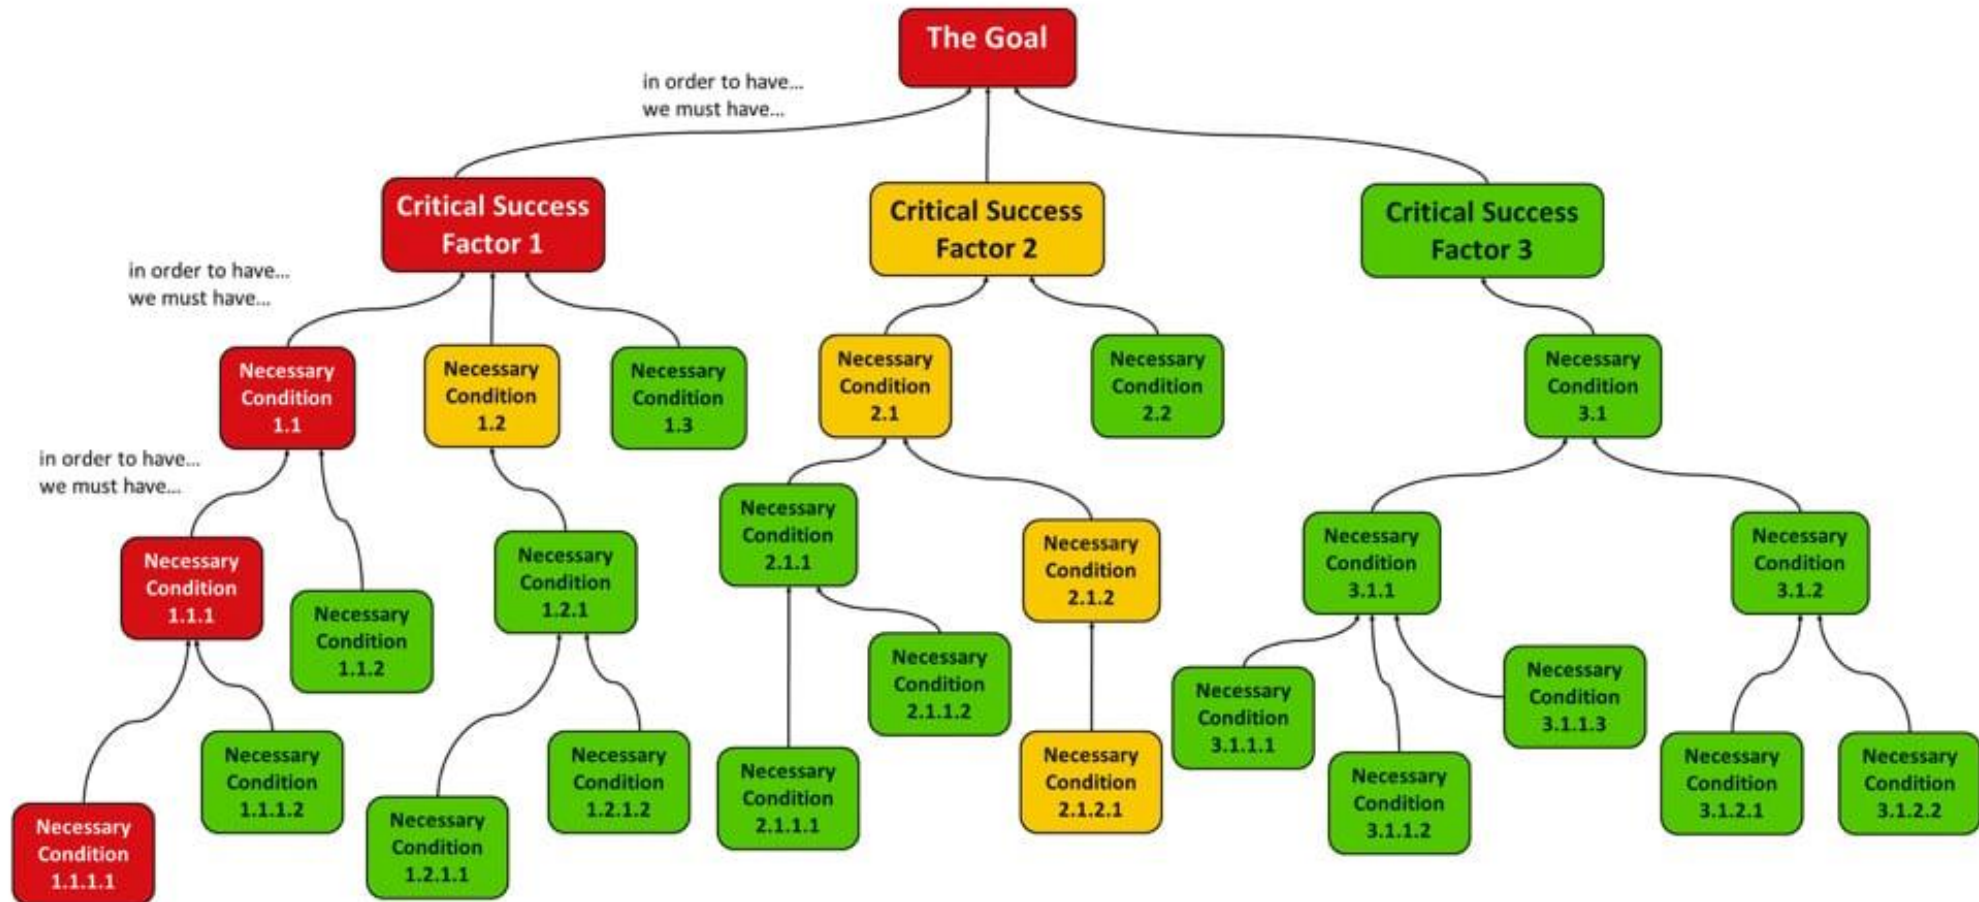 The Goal
in order to have...
we must have...
Critical Success
Factor 1
Critical Success
Factor 2
Critical Success
Factor 3
in order to have...
we must have...
Necessary
Condition
1.1
Necessary
Condition
1.2
Necessary
Condition
1.3
Necessary
Condition
2.1
Necessary
Condition
2.2
Necessary
Condition
3.1
in order to have...
we must have...
Necessary
Condition
1.1.1
Necessary
Condition
1.1.2
Necessary
Condition
1.2.1
Necessary
Condition
2.1.1
Necessary
Condition
2.1.2
Necessary
Condition
3.1.1
Necessary
Condition
3.1.2
Necessary
Condition
1.1.1.1
Necessary
Condition
1.1.1.2
Necessary
Condition
1.2.1.1
Necessary
Condition
1.2.1.2
Necessary
Condition
2.1.1.1
Necessary
Condition
2.1.1.2
Necessary
Condition
2.1.2.1
Necessary
Condition
3.1.1.1
Necessary
Condition
3.1.1.2
Necessary
Condition
3.1.1.3
Necessary
Condition
3.1.2.1
Necessary
Condition
3.1.2.2